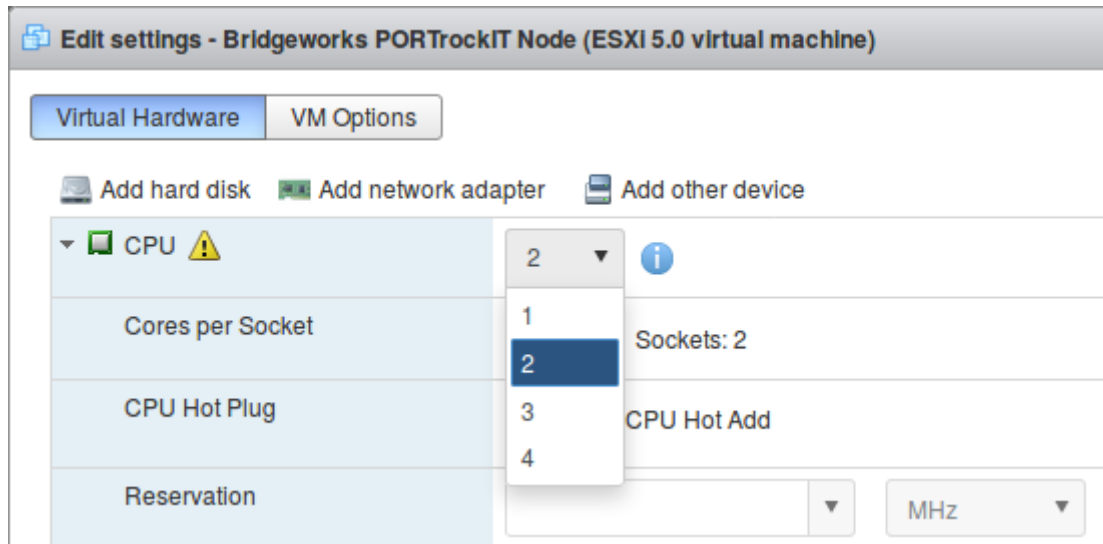 Edit settings - Bridgeworks PORTrockIT Node (ESXi 5.0 virtual machine)
Virtual Hardware VM Options
Add hard disk Add network adapter Add other device
CPU 2
1
Cores per Socket Sockets: 2
2
CPU Hot Plug 3 CPU Hot Add
4
Reservation MHz